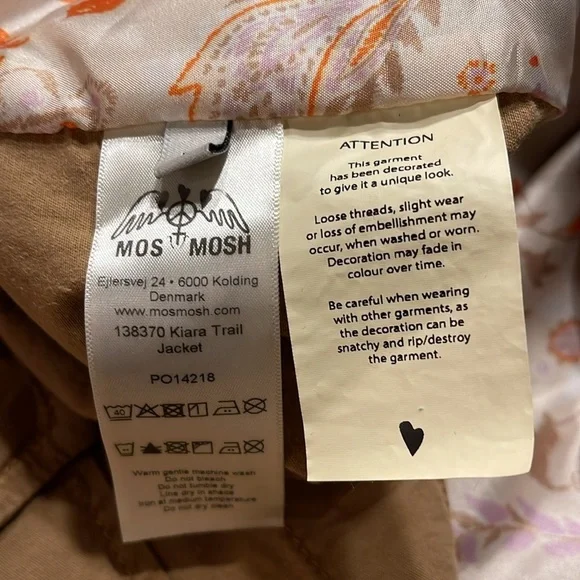 MOS MOSH
Ejlersvej 24 • 6000 Kolding
Denmark
www.mosmosh.com
138370 Kiara Trail
Jacket
PO14218
40
Warm gentle machine wash
Do not bleach
Do not tumble dry
Line dry in shade
Iron at medium temperature
Do not dry clean
ATTENTION
This garment
has been decorated
to give it a unique look.
Loose threads, slight wear
or loss of embellishment may
occur, when washed or worn.
Decoration may fade in
colour over time.
Be careful when wearing
with other garments, as
the decoration can be
snatchy and rip/destroy
the garment.